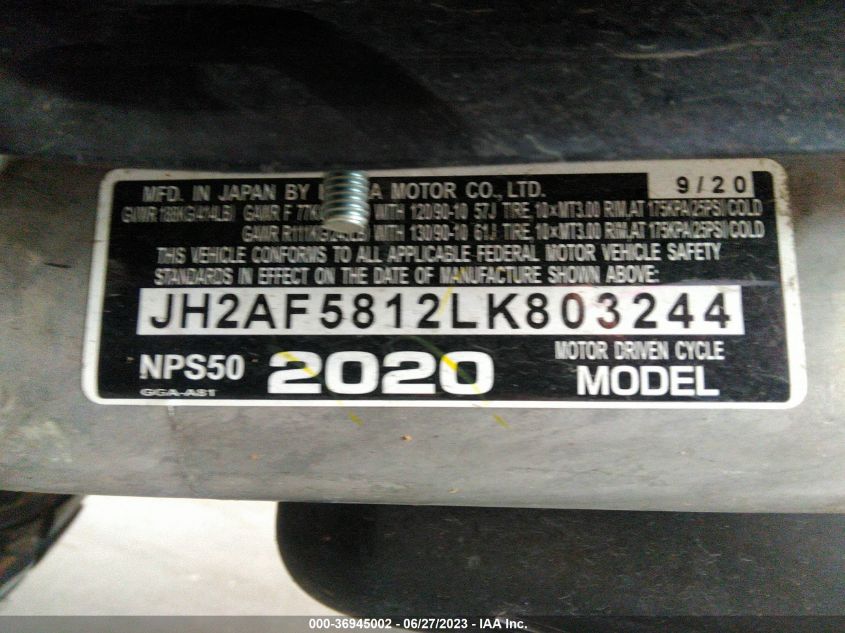 MFD. IN JAPAN BY MOTOR CO., LTD.
9/20
GVWR 188KG(414LB) GAWR F 77KG WITH 120/90-10 57J TIRE, 10×MT3.00 RIM, AT 175KPA(25PSI) COLD
GAWR R111KG(245LB) WITH 130/90-10 61J TIRE, 10×MT3.00 RIM, AT 175KPA(25PSI) COLD
THIS VEHICLE CONFORMS TO ALL APPLICABLE FEDERAL MOTOR VEHICLE SAFETY
STANDARDS IN EFFECT ON THE DATE OF MANUFACTURE SHOWN ABOVE:
JH2AF5812LK803244
NPS50 2020 MOTOR DRIVEN CYCLE
GGA-A81 MODEL
000-36945002 - 06/27/2023 - IAA Inc.